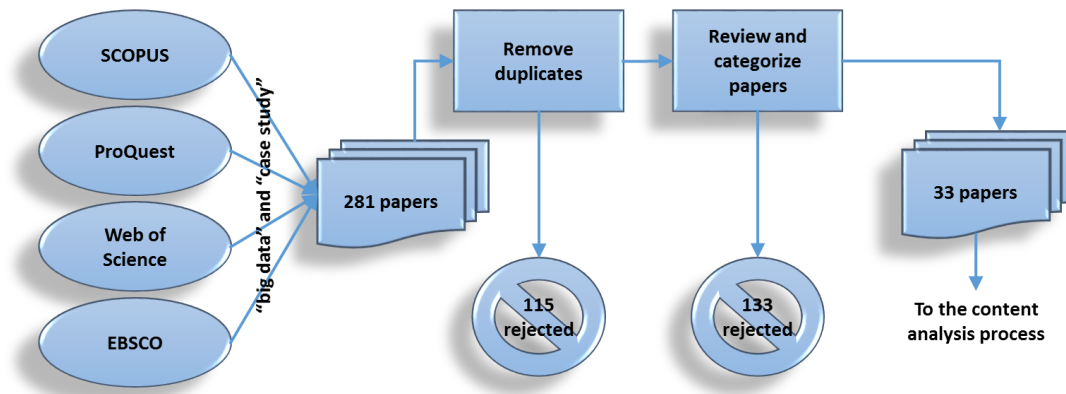 SCOPUS
ProQuest
Web of
Science
EBSCO
“big data” and “case study”
281 papers
Remove
duplicates
115
rejected
Review and
categorize
papers
133
rejected
33 papers
To the content
analysis process